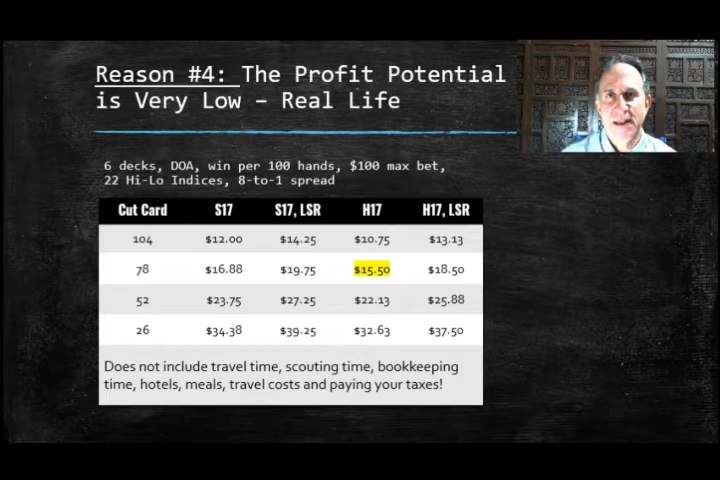 Reason #4: The Profit Potential
is Very Low – Real Life
6 decks, DOA, win per 100 hands, $100 max bet,
22 Hi-Lo Indices, 8-to-1 spread
Cut Card S17 S17, LSR H17 H17, LSR
104 $12.00 $14.25 $10.75 $13.13
78 $16.88 $19.75 $15.50 $18.50
52 $23.75 $27.25 $22.13 $25.88
26 $34.38 $39.25 $32.63 $37.50
Does not include travel time, scouting time, bookkeeping
time, hotels, meals, travel costs and paying your taxes!